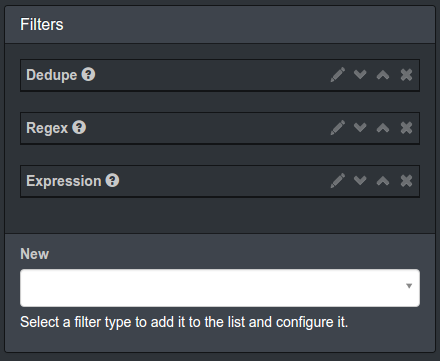 Filters
Dedupe ?
Regex ?
Expression ?
New
Select a filter type to add it to the list and configure it.